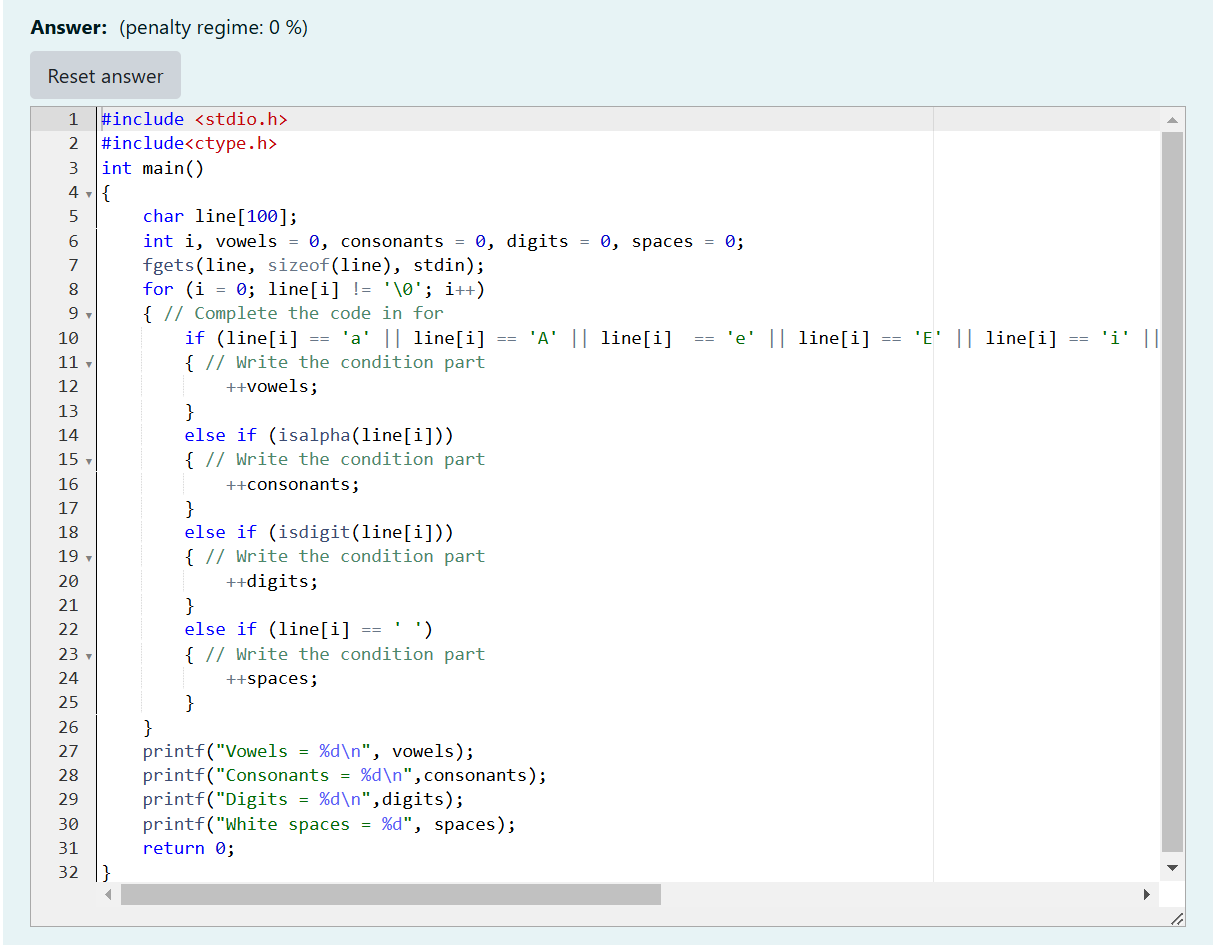 Answer: (penalty regime: 0 %)
Reset answer
1 #include <stdio.h>
2 #include<ctype.h>
3 int main()
4 {
5     char line[100];
6     int i, vowels = 0, consonants = 0, digits = 0, spaces = 0;
7     fgets(line, sizeof(line), stdin);
8     for (i = 0; line[i] != '\0'; i++)
9     { // Complete the code in for
10         if (line[i] == 'a' || line[i] == 'A' || line[i]  == 'e' || line[i] == 'E' || line[i] == 'i' ||
11         { // Write the condition part
12             ++vowels;
13         }
14         else if (isalpha(line[i]))
15         { // Write the condition part
16             ++consonants;
17         }
18         else if (isdigit(line[i]))
19         { // Write the condition part
20             ++digits;
21         }
22         else if (line[i] == ' ')
23         { // Write the condition part
24             ++spaces;
25         }
26     }
27     printf("Vowels = %d\n", vowels);
28     printf("Consonants = %d\n",consonants);
29     printf("Digits = %d\n",digits);
30     printf("White spaces = %d", spaces);
31     return 0;
32 }